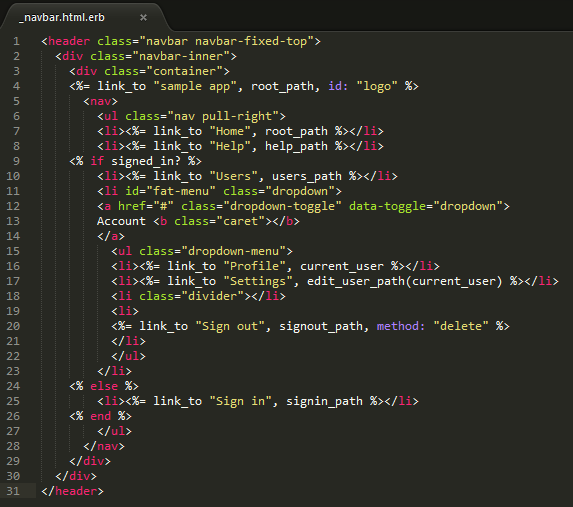 _navbar.html.erb ×
1 <header class="navbar navbar-fixed-top">
2 <div class="navbar-inner">
3 <div class="container">
4 <%= link_to "sample app", root_path, id: "logo" %>
5 <nav>
6 <ul class="nav pull-right">
7 <li><%= link_to "Home", root_path %></li>
8 <li><%= link_to "Help", help_path %></li>
9 <% if signed_in? %>
10 <li><%= link_to "Users", users_path %></li>
11 <li id="fat-menu" class="dropdown">
12 <a href="#" class="dropdown-toggle" data-toggle="dropdown">
13 Account <b class="caret"></b>
14 </a>
15 <ul class="dropdown-menu">
16 <li><%= link_to "Profile", current_user %></li>
17 <li><%= link_to "Settings", edit_user_path(current_user) %></li>
18 <li class="divider"></li>
19 <li>
20 <%= link_to "Sign out", signout_path, method: "delete" %>
21 </li>
22 </ul>
23 </li>
24 <% else %>
25 <li><%= link_to "Sign in", signin_path %></li>
26 <% end %>
27 </ul>
28 </nav>
29 </div>
30 </div>
31 </header>